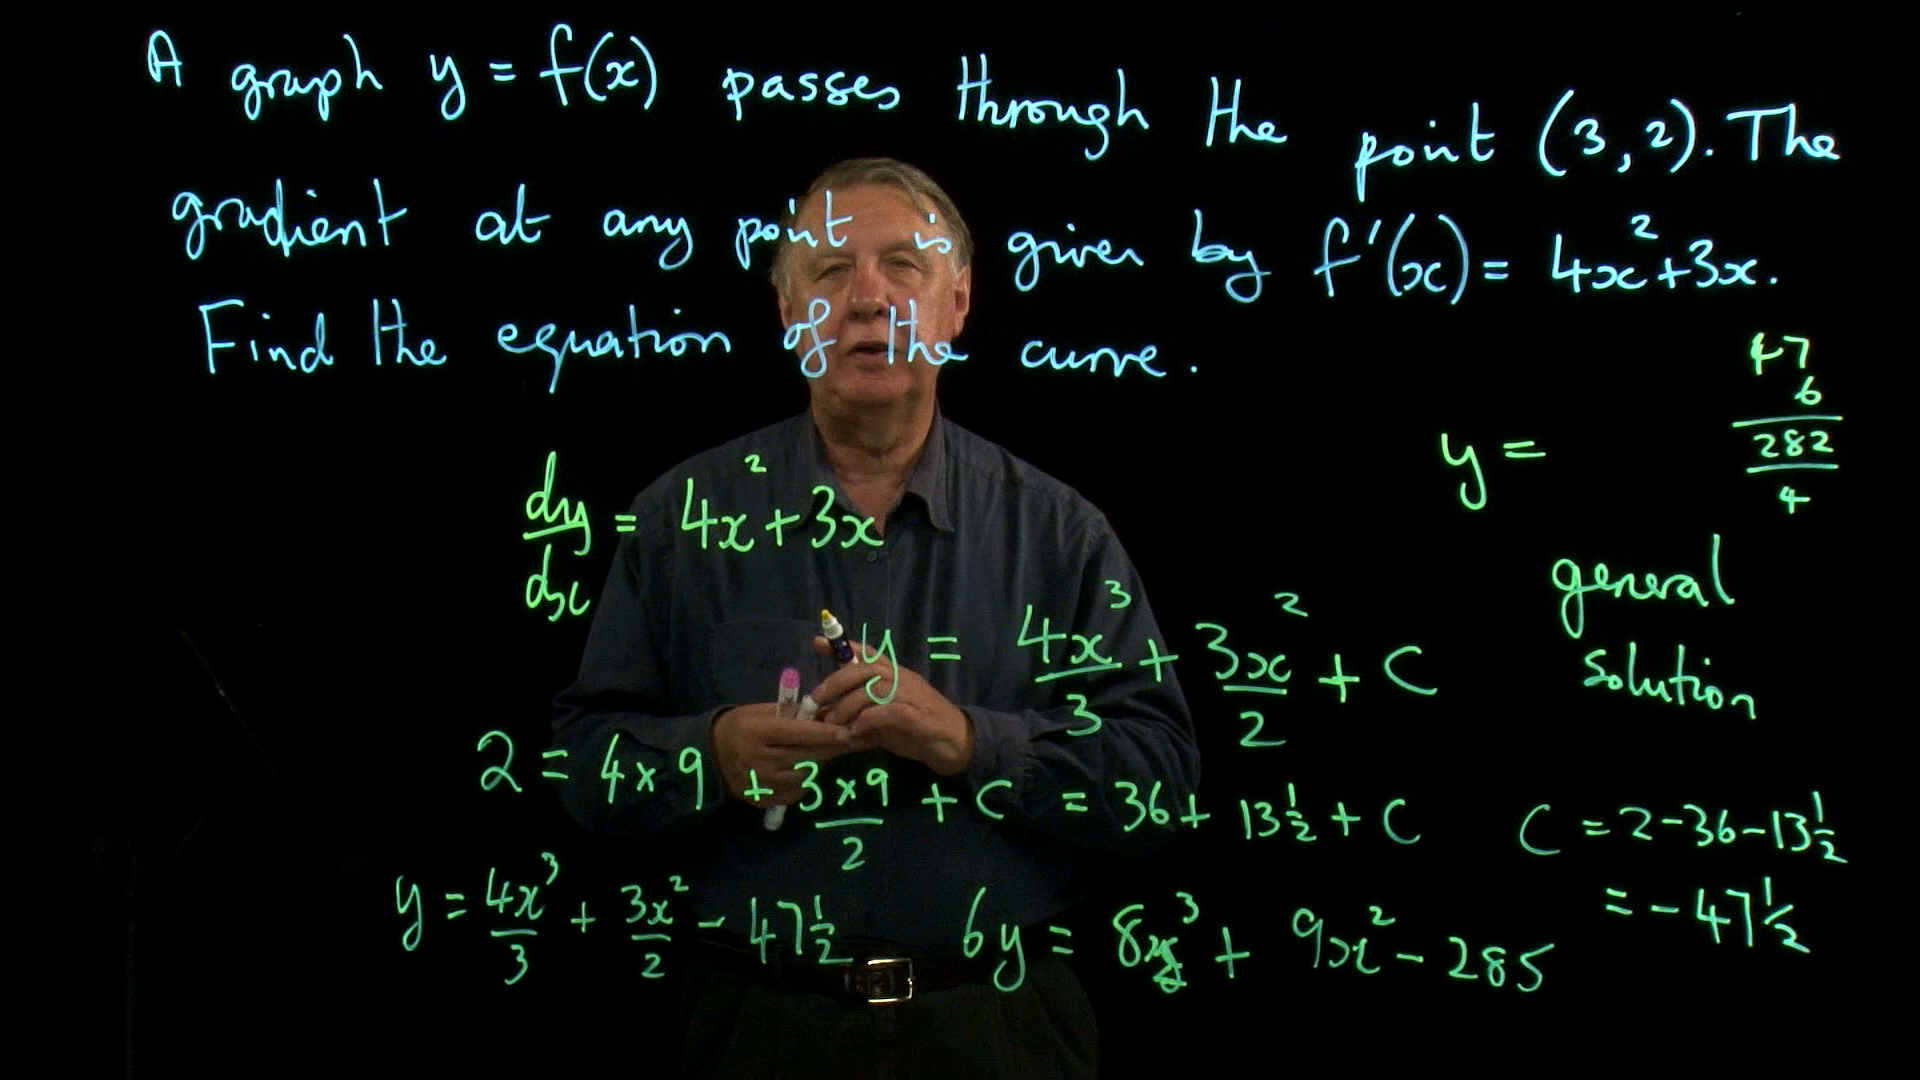 A graph y = f(x) passes through the point (3, 2). The
gradient at any point is given by f'(x) = 4x² + 3x.
Find the equation of the curve.
47
6
282
4
y =
dy/dx = 4x² + 3x
general
solution
y = 4x³/3 + 3x²/2 + C
2 = 4 × 9 + 3×9/2 + C = 36 + 13½ + C
C = 2 - 36 - 13½
= - 47½
y = 4x³/3 + 3x²/2 - 47½
6y = 8x³ + 9x² - 285